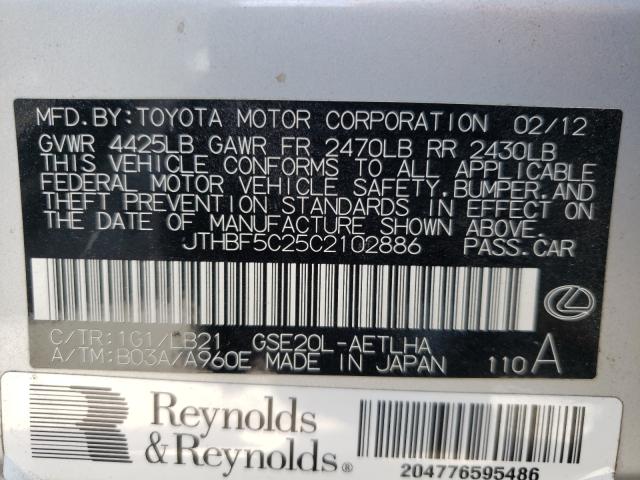 MFD. BY: TOYOTA MOTOR CORPORATION 02/12
GVWR 4425LB GAWR FR 2470LB RR 2430LB
THIS VEHICLE CONFORMS TO ALL APPLICABLE
FEDERAL MOTOR VEHICLE SAFETY, BUMPER, AND
THEFT PREVENTION STANDARDS IN EFFECT ON
THE DATE OF MANUFACTURE SHOWN ABOVE.
JTHBF5C25C2102886 PASS. CAR
C/TR: 1G1/LB21 GSE20L-AETLHA
A/TM: B03A/A960E MADE IN JAPAN 110 A
Reynolds
& Reynolds®
204776595486